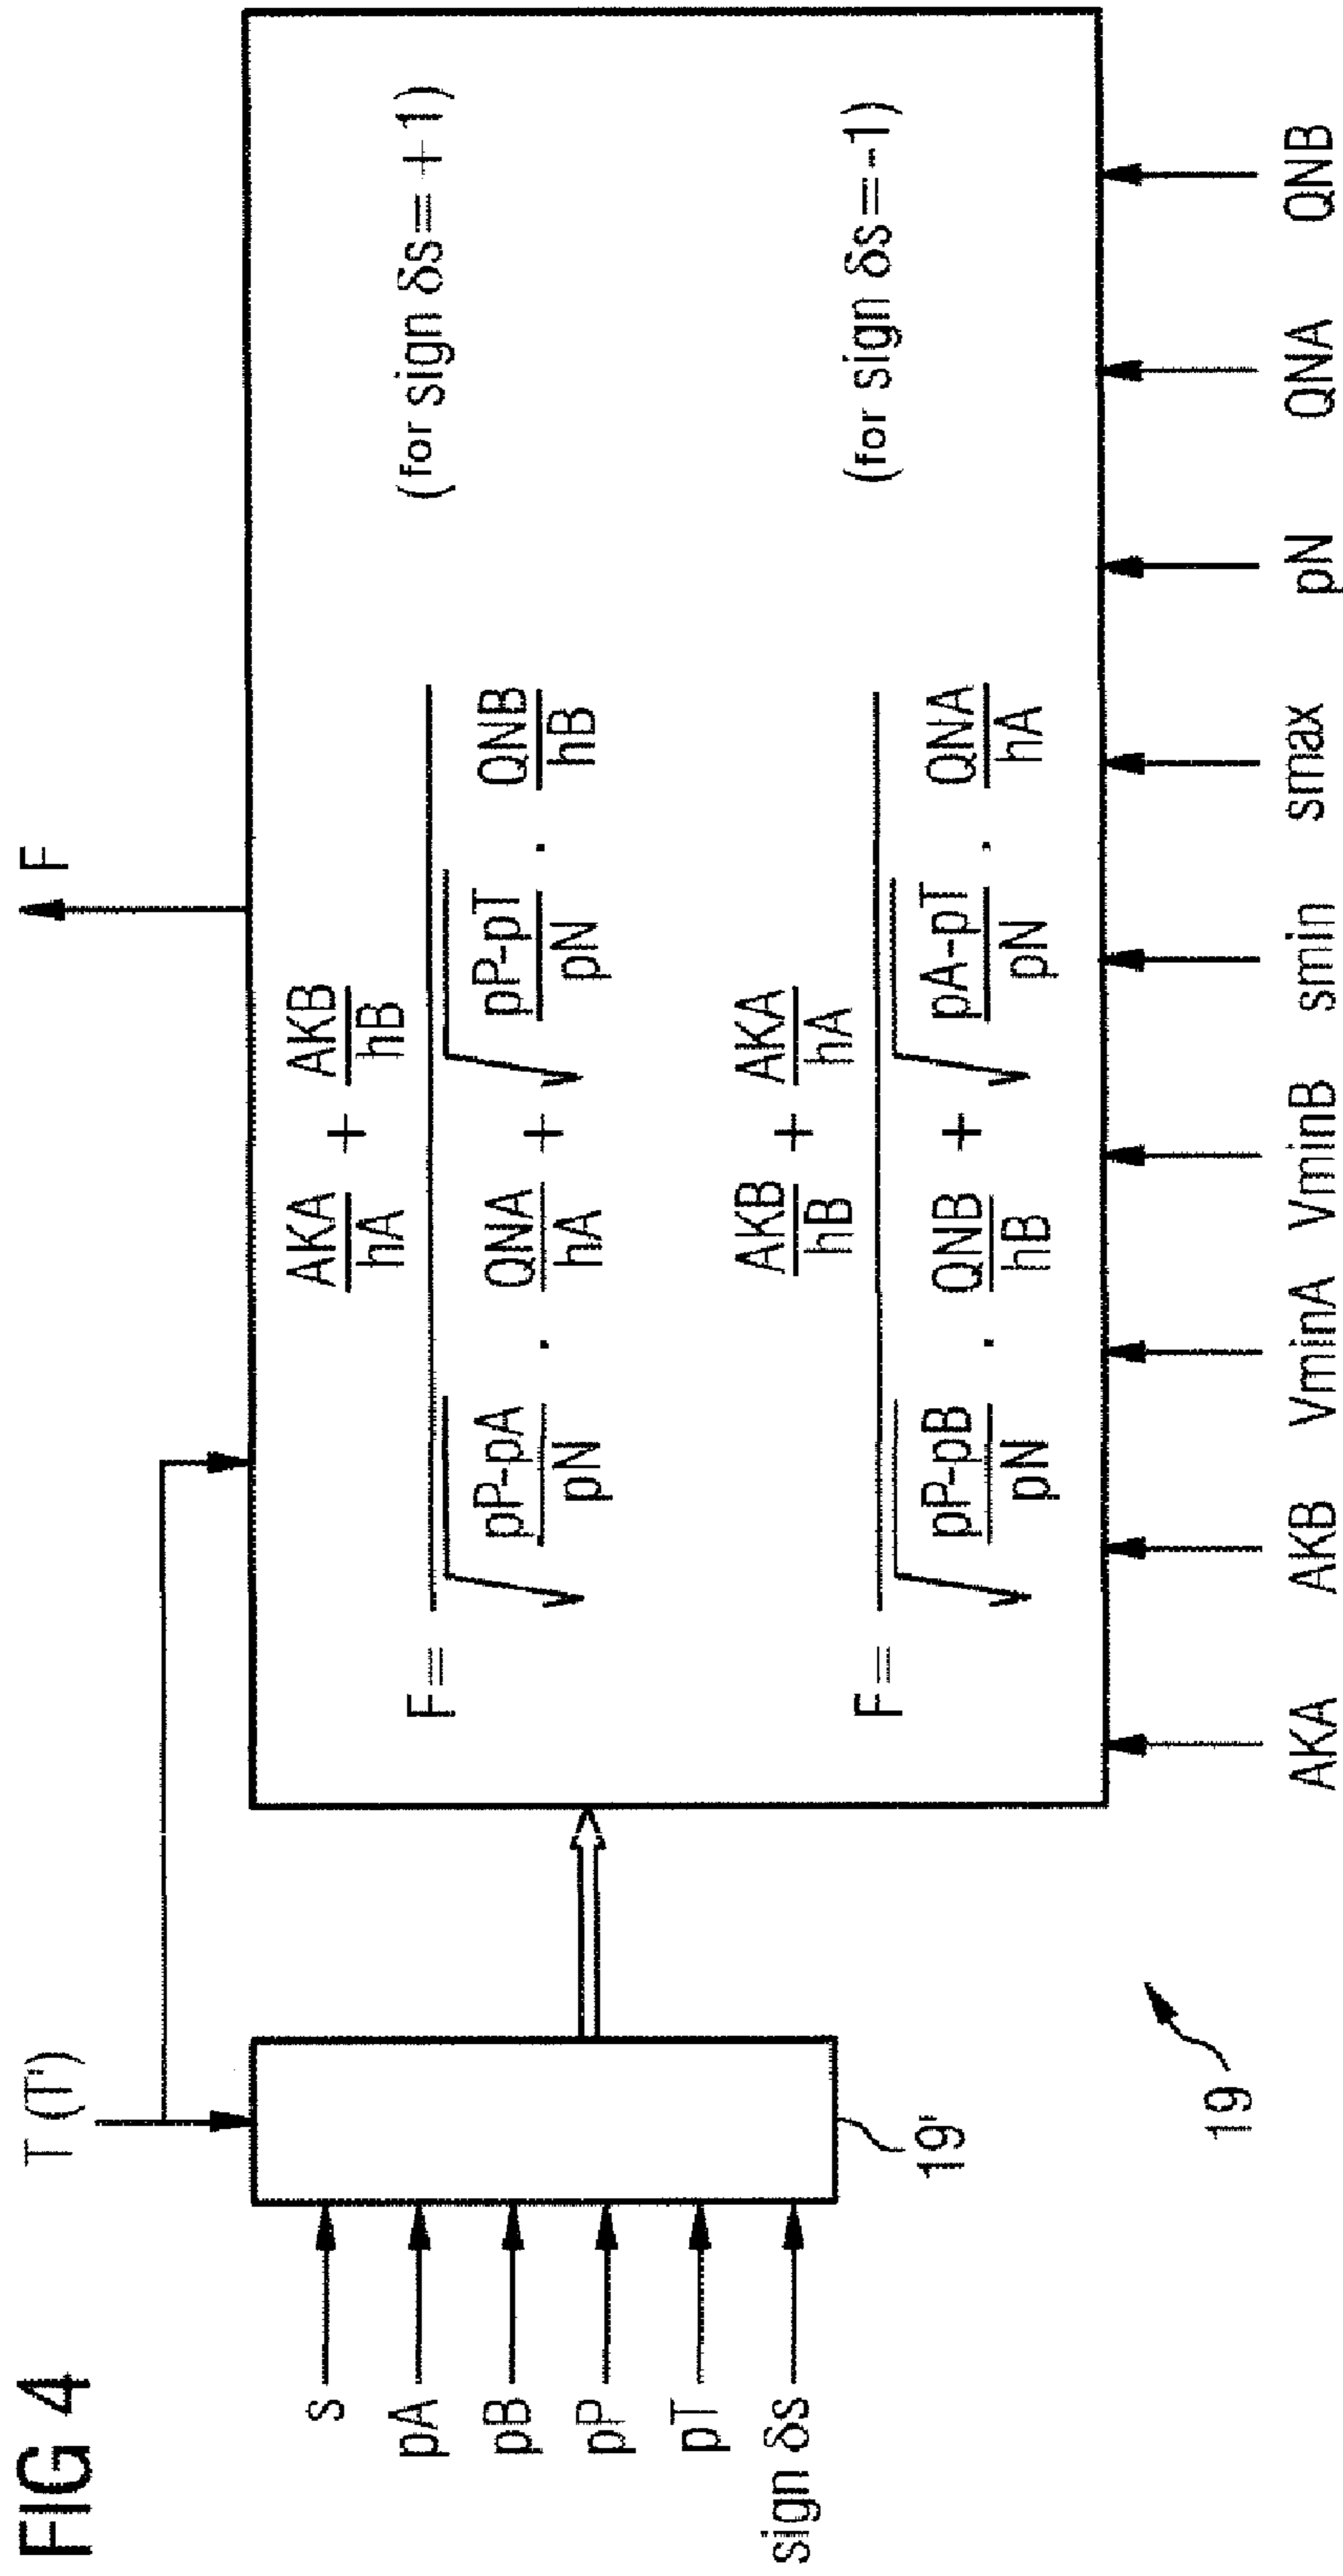 FIG 4
T (T')
F
s
pA
pB
pP
pT
sign δs
19'
19
F= (AKA/hA + AKB/hB) / (√((pP-pA)/pN) · QNA/hA + √((pP-pT)/pN) · QNB/hB) (for sign δs=+1)
F= (AKB/hB + AKA/hA) / (√((pP-pB)/pN) · QNB/hB + √((pA-pT)/pN) · QNA/hA) (for sign δs=-1)
AKA AKB VminA VminB smin smax pN QNA QNB